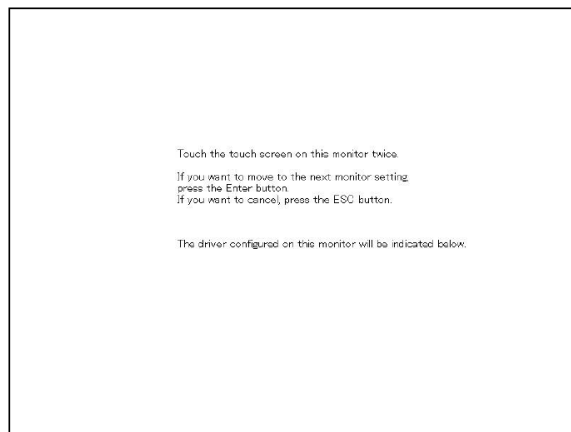 Touch the touch screen on this monitor twice.
If you want to move to the next monitor setting
press the Enter button.
If you want to cancel, press the ESC button.
The driver configured on this monitor will be indicated below.